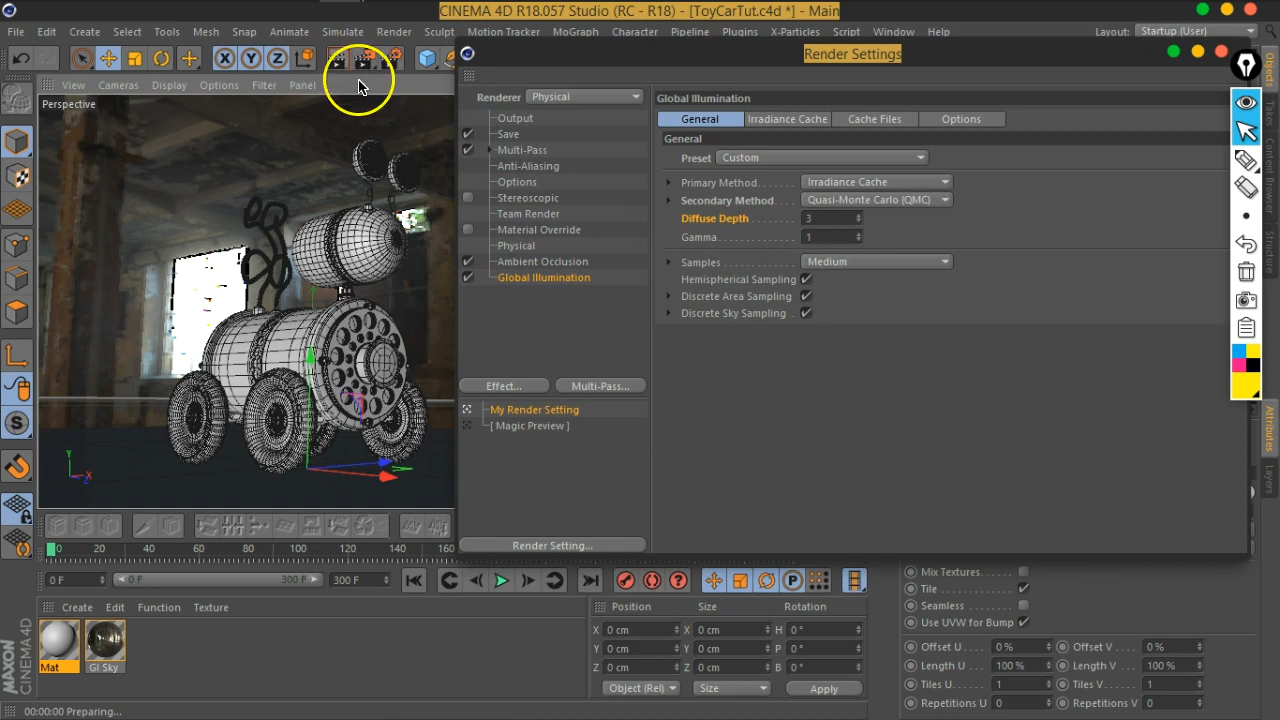 CINEMA 4D R18.057 Studio (RC - R18) - [ToyCarTut.c4d *] - Main
File Edit Create Select Tools Mesh Snap Animate Simulate Render Sculpt Motion Tracker MoGraph Character Pipeline Plugins X-Particles Script Window Help Layout: Startup (User)
Render Settings
X Y Z
View Cameras Display Options Filter Panel
Perspective
Renderer Physical
Output
Save
Multi-Pass
Anti-Aliasing
Options
Stereoscopic
Team Render
Material Override
Physical
Ambient Occlusion
Global Illumination
Effect... Multi-Pass...
My Render Setting
[ Magic Preview ]
Render Setting...
Global Illumination
General Irradiance Cache Cache Files Options
General
Preset Custom
Primary Method....... Irradiance Cache
Secondary Method Quasi-Monte Carlo (QMC)
Diffuse Depth ........ 3
Gamma............. 1
Samples ............ Medium
Hemispherical Sampling
Discrete Area Sampling
Discrete Sky Sampling .
Objects
Takes
Content Browser
Structure
Attributes
Layers
Y
X
Z
S
0 20 40 60 80 100 120 140 160
0 F 0 F 300 F 300 F
P
Create Edit Function Texture
Mat GI Sky
Position Size Rotation
X 0 cm X 0 cm H 0 °
Y 0 cm Y 0 cm P 0 °
Z 0 cm Z 0 cm B 0 °
Object (Rel) Size Apply
Mix Textures......
Tile................
Seamless ..........
Use UVW for Bump
Offset U..... 0 % Offset V..... 0 %
Length U.... 100 % Length V.... 100 %
Tiles U....... 1 Tiles V....... 1
Repetitions U 0 Repetitions V 0
MAXON
CINEMA 4D
00:00:00 Preparing...